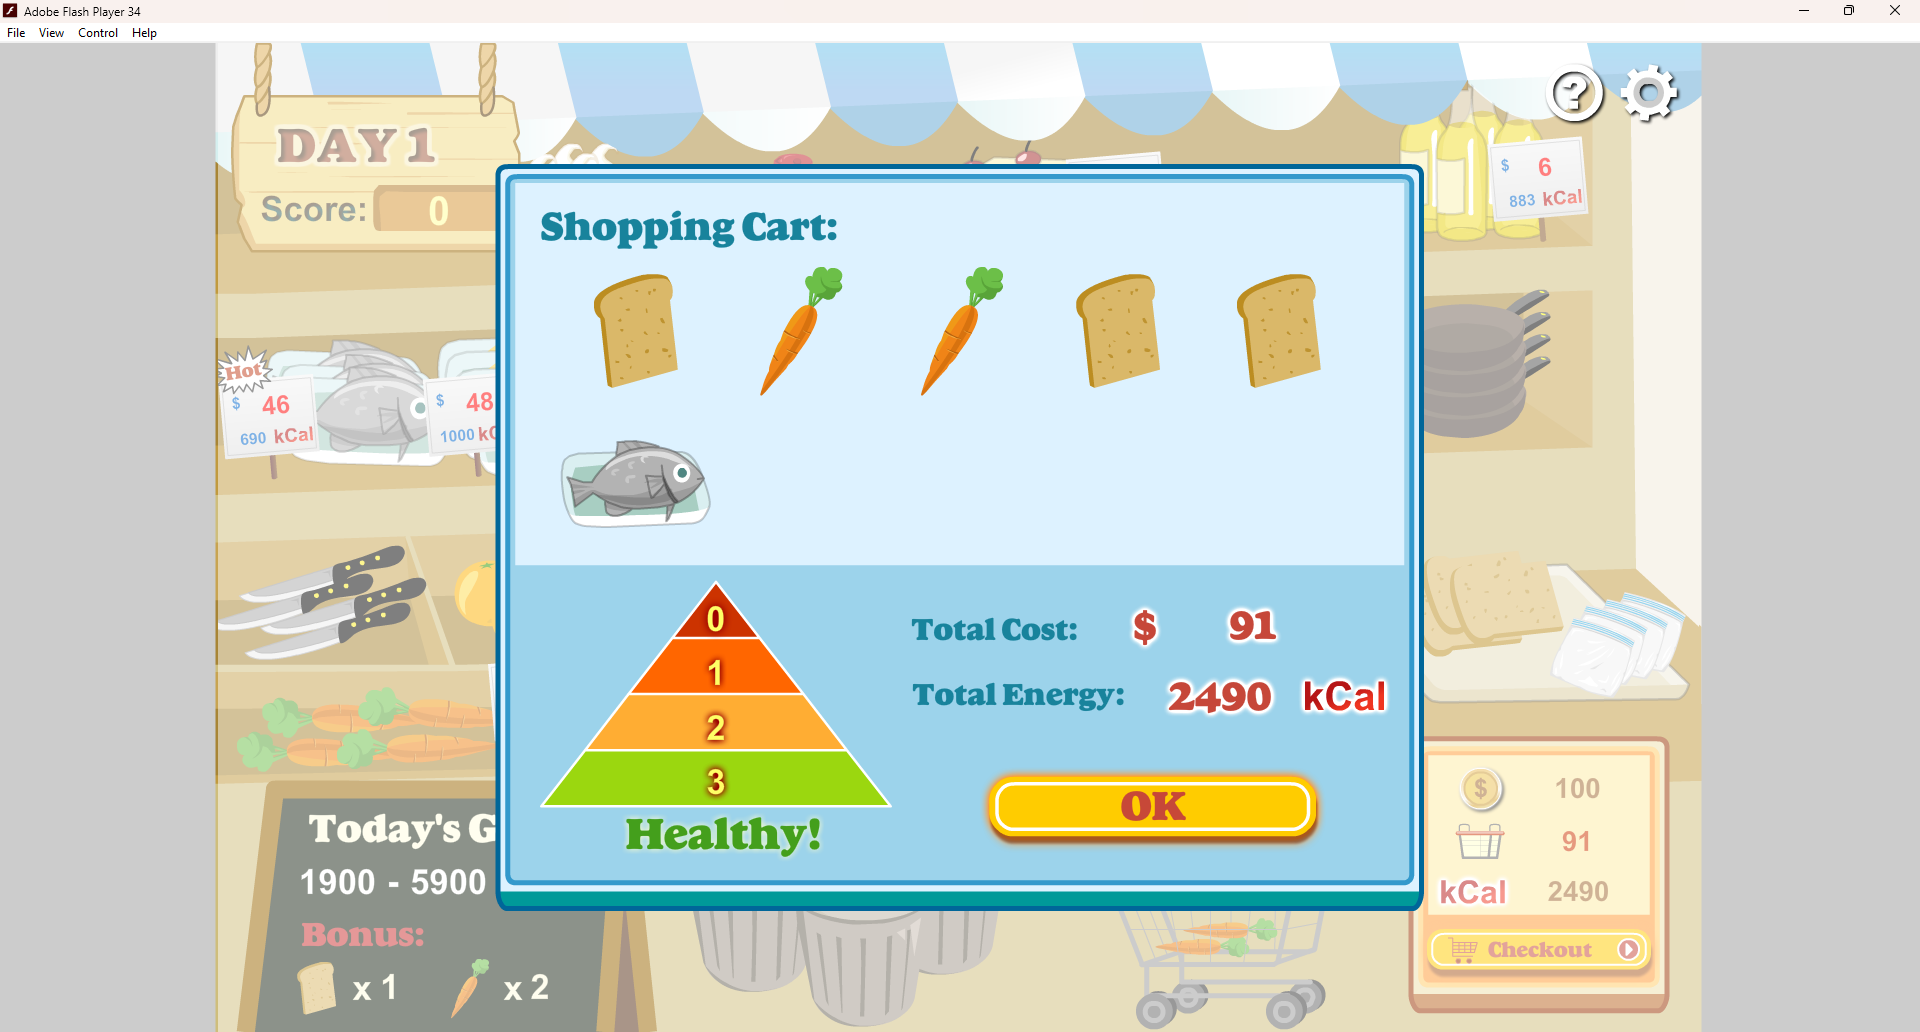 Adobe Flash Player 34
File View Control Help
DAY 1
Score: 0
$ 6
883 kCal
Shopping Cart:
Hot
$ 46
690 kCal
$ 48
1000
0
1
2
3
Healthy!
Total Cost: $ 91
Total Energy: 2490 kCal
OK
Today's G
1900 - 5900
Bonus:
x 1
x 2
$ 100
91
kCal 2490
Checkout